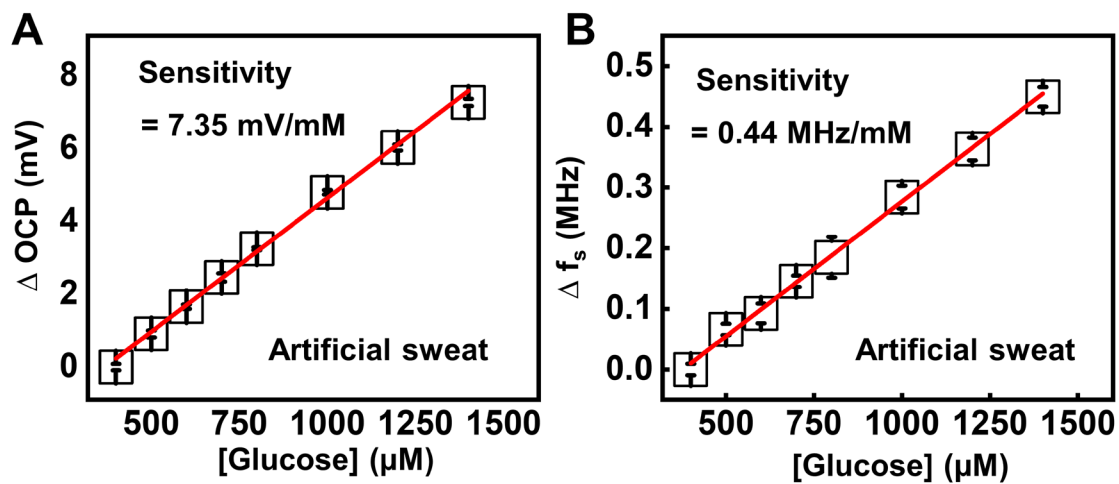 A
Δ OCP (mV)
8
6
4
2
0
Sensitivity
= 7.35 mV/mM
Artificial sweat
500 750 1000 1250 1500
[Glucose] (μM)
B
Δ fs (MHz)
0.5
0.4
0.3
0.2
0.1
0.0
Sensitivity
= 0.44 MHz/mM
Artificial sweat
500 750 1000 1250 1500
[Glucose] (μM)